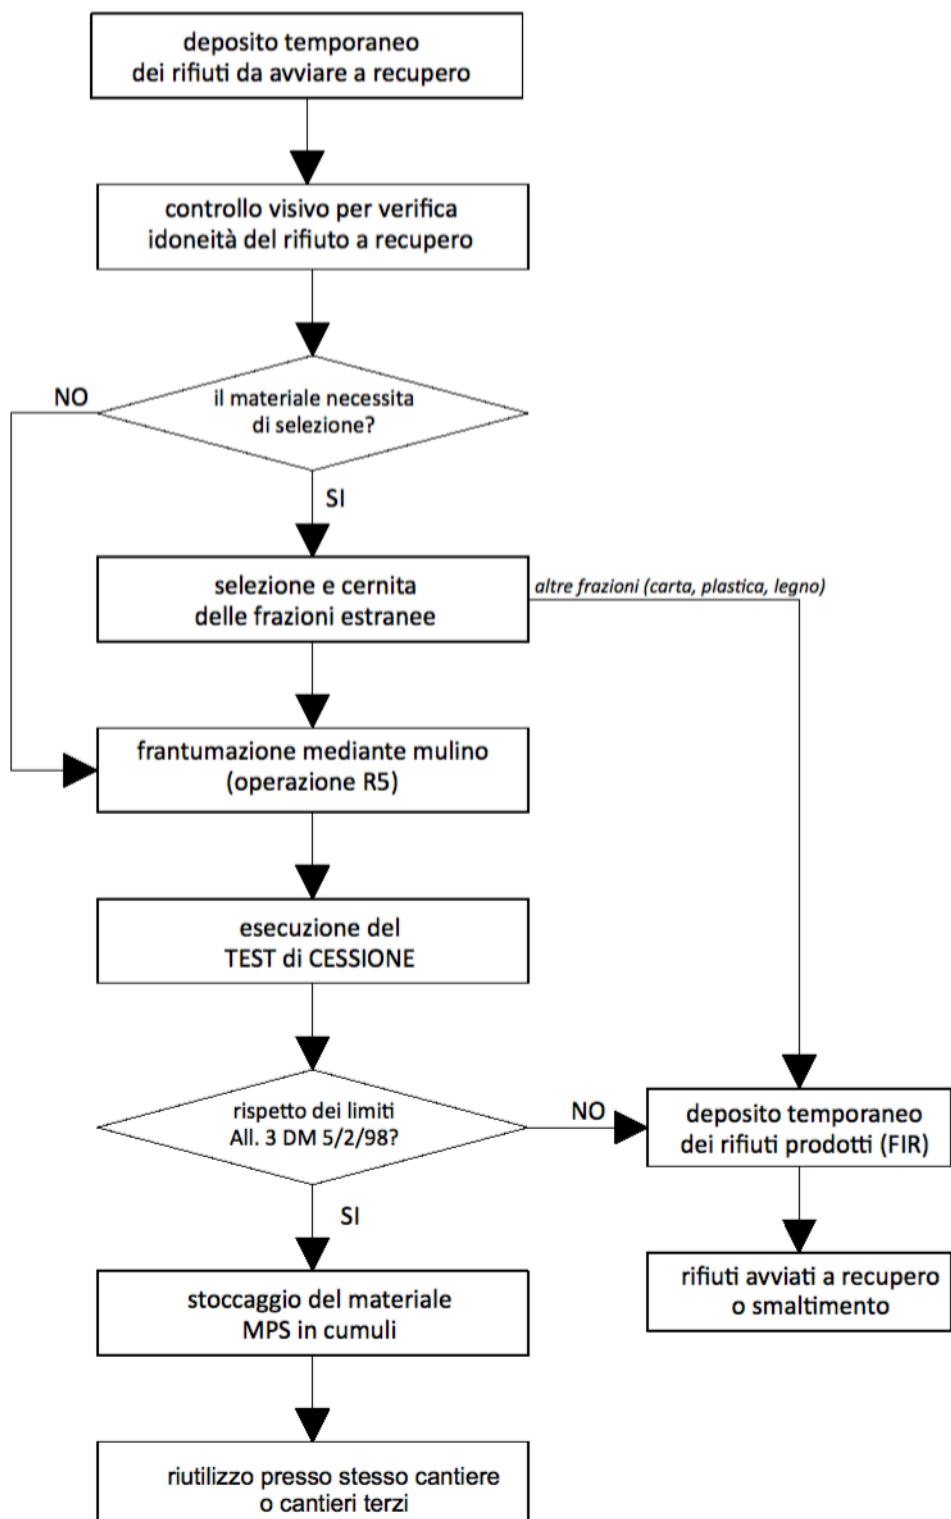 deposito temporaneo
dei rifiuti da avviare a recupero
controllo visivo per verifica
idoneità del rifiuto a recupero
NO
il materiale necessita
di selezione?
SI
selezione e cernita
delle frazioni estranee
altre frazioni (carta, plastica, legno)
frantumazione mediante mulino
(operazione R5)
esecuzione del
TEST di CESSIONE
rispetto dei limiti
All. 3 DM 5/2/98?
NO
deposito temporaneo
dei rifiuti prodotti (FIR)
SI
stoccaggio del materiale
MPS in cumuli
rifiuti avviati a recupero
o smaltimento
riutilizzo presso stesso cantiere
o cantieri terzi